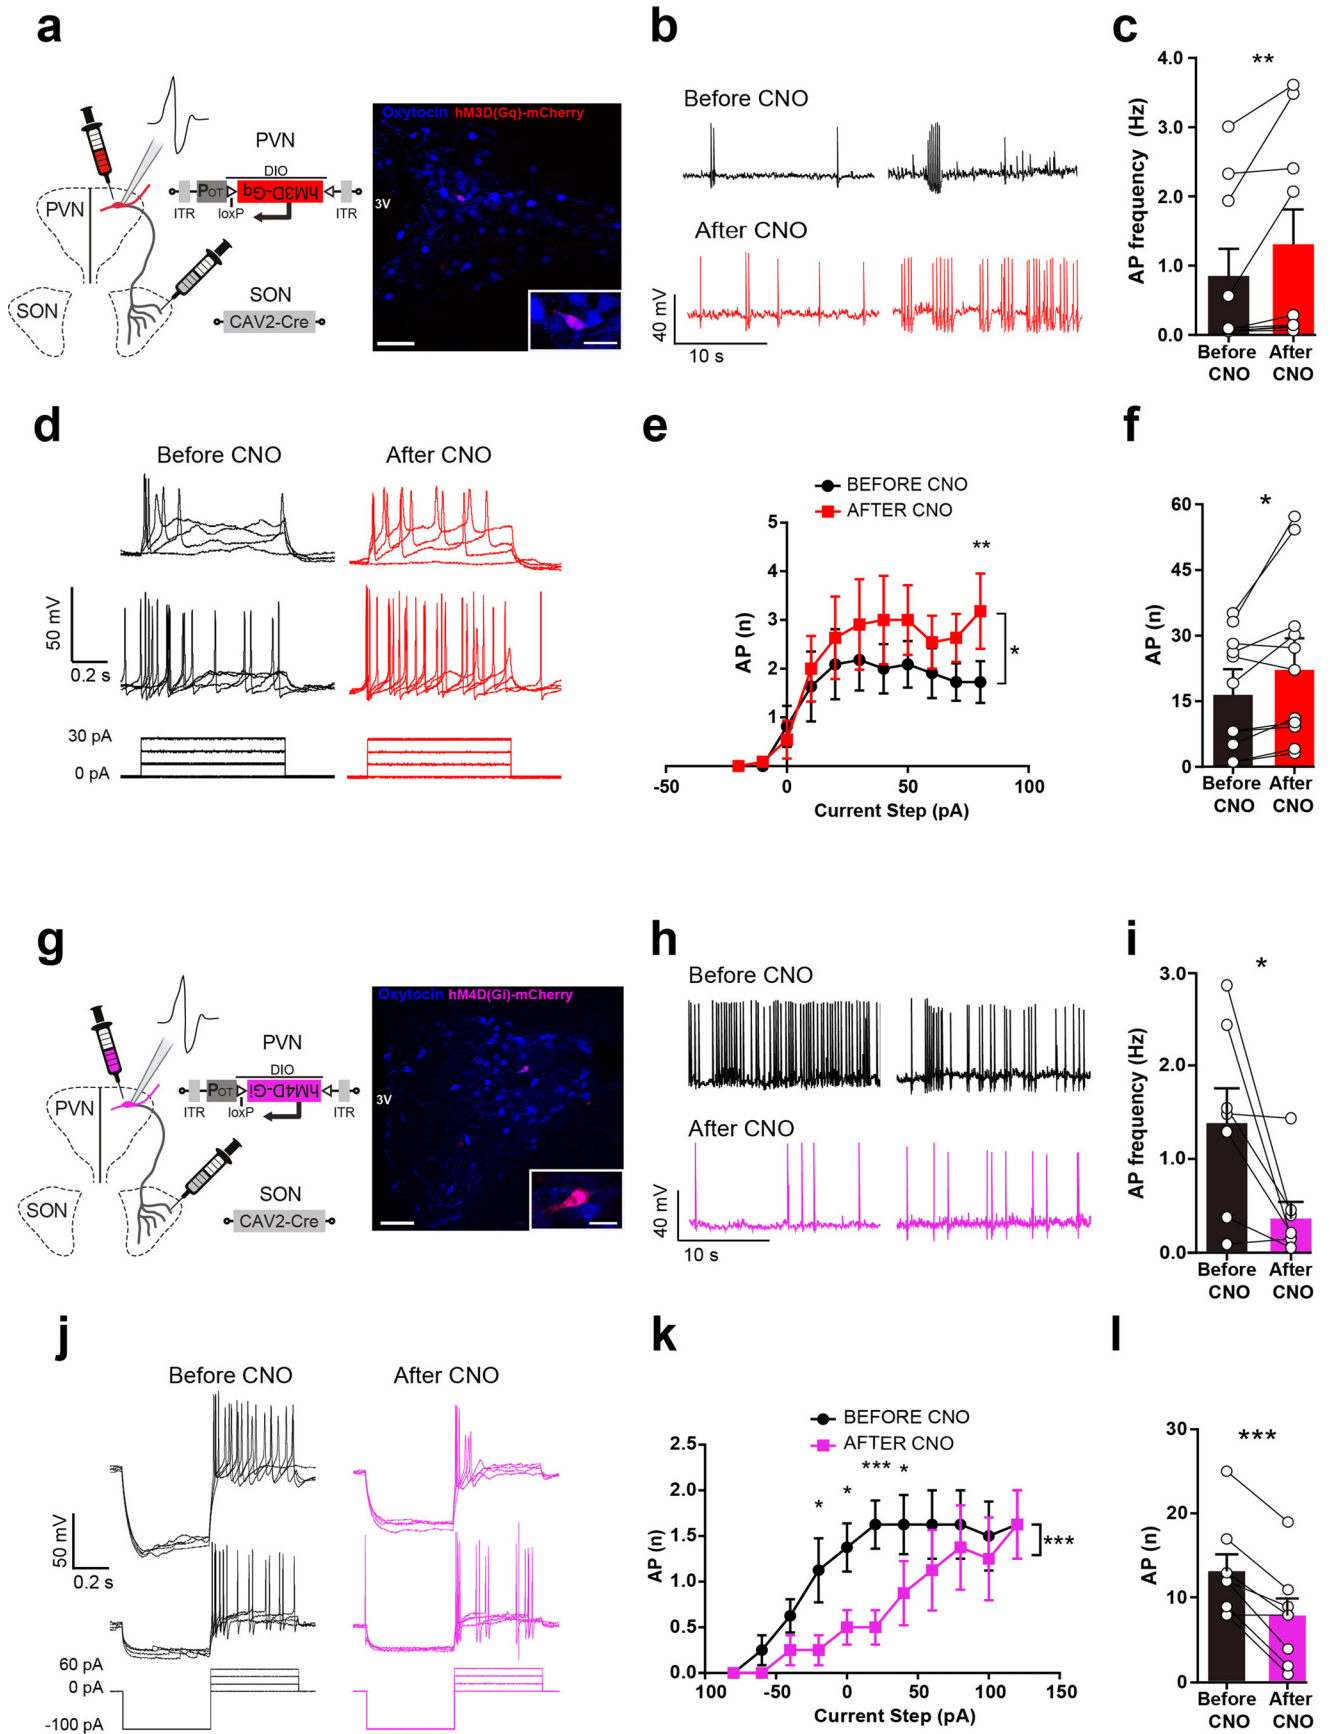 a
PVN
DIO
POT
hM3D-Gq
ITR
loxP
ITR
PVN
SON
SON
CAV2-Cre
Oxytocin hM3D(Gq)-mCherry
3V
b
Before CNO
After CNO
40 mV
10 s
c
**
AP frequency (Hz)
4.0
3.0
2.0
1.0
0.0
Before CNO
After CNO
d
Before CNO
After CNO
50 mV
0.2 s
30 pA
0 pA
e
BEFORE CNO
AFTER CNO
AP (n)
5
4
3
2
1
**
*
-50
0
50
100
Current Step (pA)
f
*
AP (n)
60
45
30
15
0
Before CNO
After CNO
g
PVN
DIO
POT
hM4D-Gi
ITR
loxP
ITR
PVN
SON
SON
CAV2-Cre
Oxytocin hM4D(Gi)-mCherry
3V
h
Before CNO
After CNO
40 mV
10 s
i
*
AP frequency (Hz)
3.0
2.0
1.0
0.0
Before CNO
After CNO
j
Before CNO
After CNO
50 mV
0.2 s
60 pA
0 pA
-100 pA
k
BEFORE CNO
AFTER CNO
AP (n)
2.5
2.0
1.5
1.0
0.5
0.0
*
*
***
*
***
100
-50
0
50
100
150
Current Step (pA)
l
***
AP (n)
30
20
10
0
Before CNO
After CNO